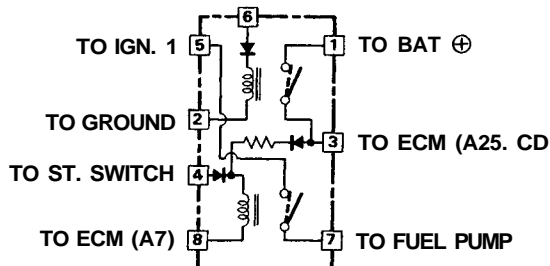 6
TO IGN. 1 5 1 TO BAT ⊕
TO GROUND 2
3 TO ECM (A25. CD
TO ST. SWITCH 4
TO ECM (A7) 8 7 TO FUEL PUMP